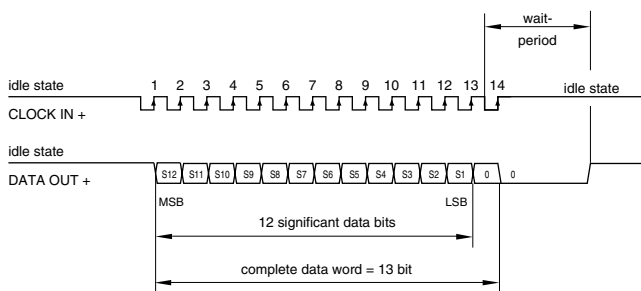 wait-
period
idle state
1 2 3 4 5 6 7 8 9 10 11 12 13 14
idle state
CLOCK IN +
idle state
DATA OUT +
S12 S11 S10 S9 S8 S7 S6 S5 S4 S3 S2 S1 0 0
MSB
LSB
12 significant data bits
complete data word = 13 bit